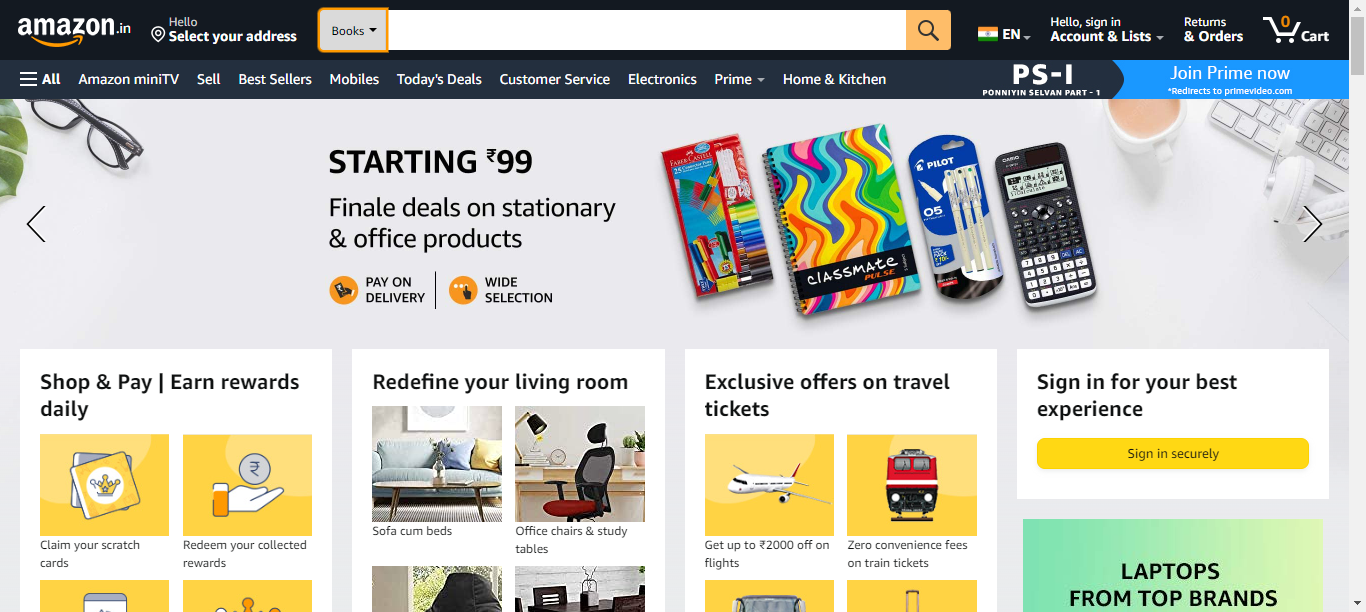 amazon.in
Hello
Select your address
Books
EN
Hello, sign in
Account & Lists
Returns
& Orders
0
Cart
All
Amazon miniTV
Sell
Best Sellers
Mobiles
Today's Deals
Customer Service
Electronics
Prime
Home & Kitchen
PS-I
PONNIYIN SELVAN PART - 1
Join Prime now
*Redirects to primevideo.com
STARTING ₹99
Finale deals on stationary
& office products
PAY ON
DELIVERY
WIDE
SELECTION
FABER-CASTELL
25
CLASSMATE
PULSE
PILOT
05
CASIO
Shop & Pay | Earn rewards
daily
Claim your scratch
cards
Redeem your collected
rewards
Redefine your living room
Sofa cum beds
Office chairs & study
tables
Exclusive offers on travel
tickets
Get up to ₹2000 off on
flights
Zero convenience fees
on train tickets
Sign in for your best
experience
Sign in securely
LAPTOPS
FROM TOP BRANDS